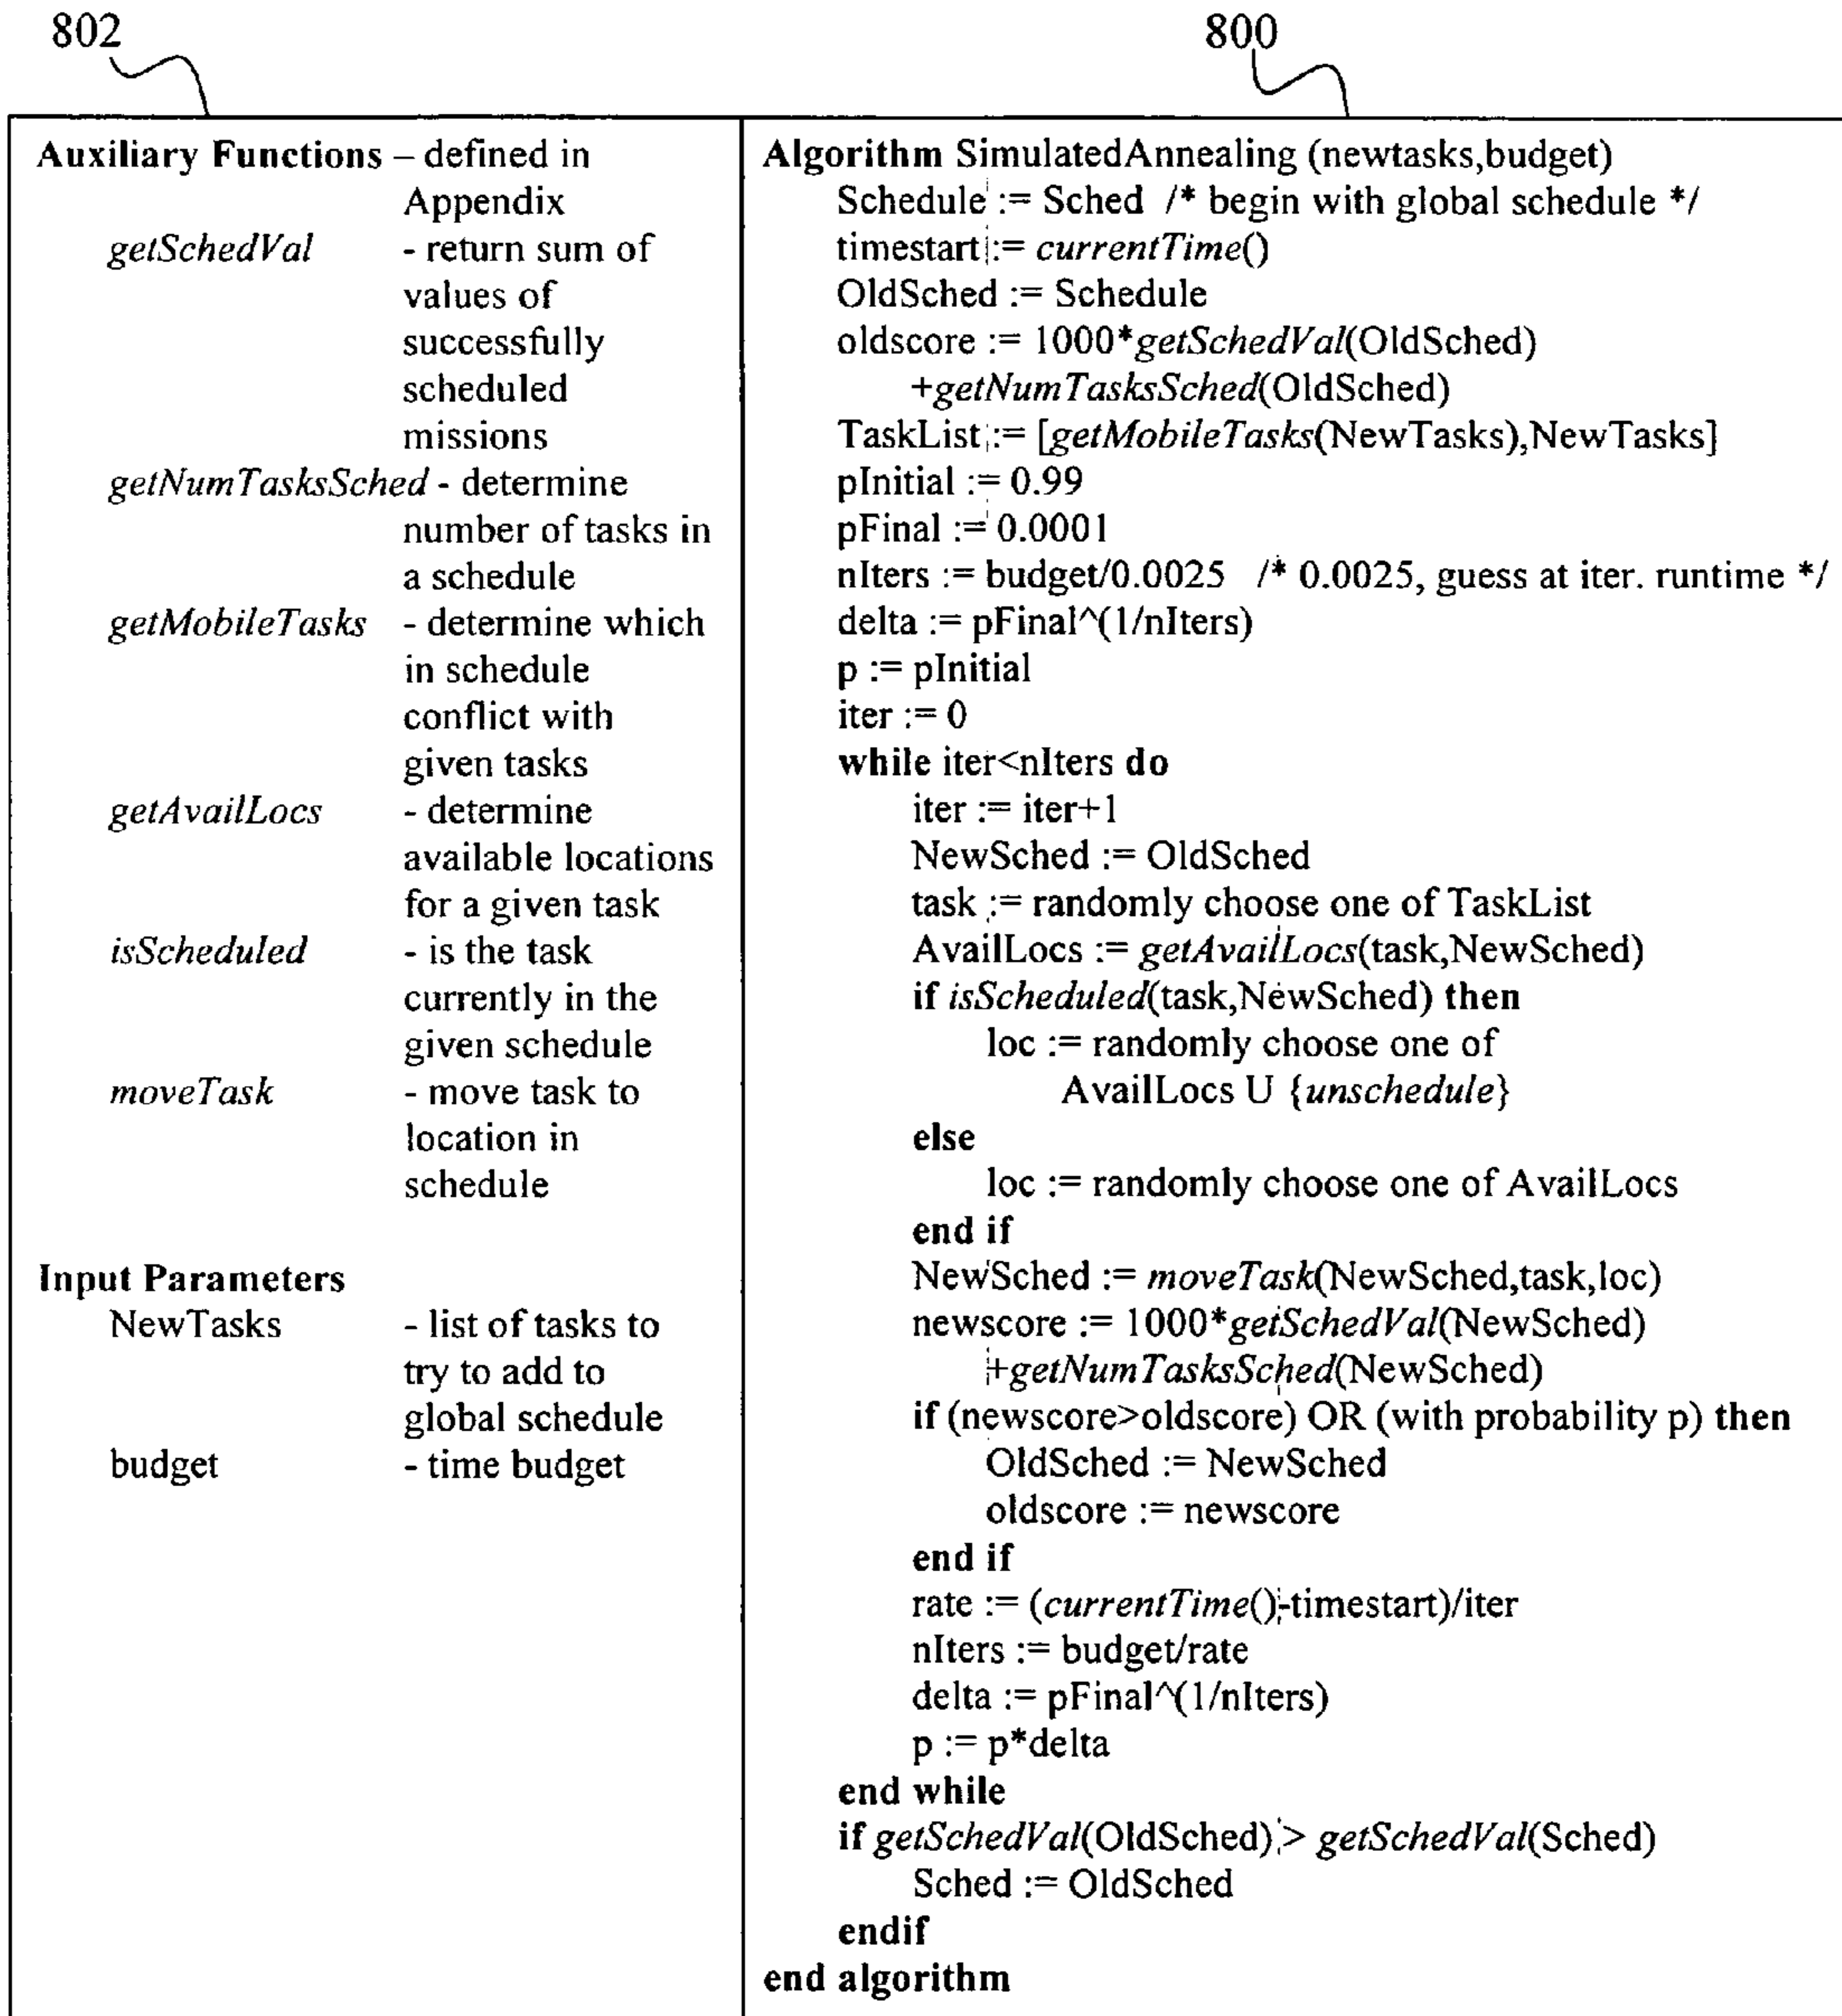 802
800
Auxiliary Functions – defined in
Appendix
getSchedVal - return sum of
values of
successfully
scheduled
missions
getNumTasksSched - determine
number of tasks in
a schedule
getMobileTasks - determine which
in schedule
conflict with
given tasks
getAvailLocs - determine
available locations
for a given task
isScheduled - is the task
currently in the
given schedule
moveTask - move task to
location in
schedule
Input Parameters
NewTasks - list of tasks to
try to add to
global schedule
budget - time budget
Algorithm SimulatedAnnealing (newtasks,budget)
Schedule := Sched /* begin with global schedule */
timestart := currentTime()
OldSched := Schedule
oldscore := 1000*getSchedVal(OldSched)
+getNumTasksSched(OldSched)
TaskList := [getMobileTasks(NewTasks),NewTasks]
pInitial := 0.99
pFinal := 0.0001
nIters := budget/0.0025 /* 0.0025, guess at iter. runtime */
delta := pFinal^(1/nIters)
p := pInitial
iter := 0
while iter<nIters do
iter := iter+1
NewSched := OldSched
task := randomly choose one of TaskList
AvailLocs := getAvailLocs(task,NewSched)
if isScheduled(task,NewSched) then
loc := randomly choose one of
AvailLocs U {unschedule}
else
loc := randomly choose one of AvailLocs
end if
NewSched := moveTask(NewSched,task,loc)
newscore := 1000*getSchedVal(NewSched)
+getNumTasksSched(NewSched)
if (newscore>oldscore) OR (with probability p) then
OldSched := NewSched
oldscore := newscore
end if
rate := (currentTime()-timestart)/iter
nIters := budget/rate
delta := pFinal^(1/nIters)
p := p*delta
end while
if getSchedVal(OldSched) > getSchedVal(Sched)
Sched := OldSched
endif
end algorithm